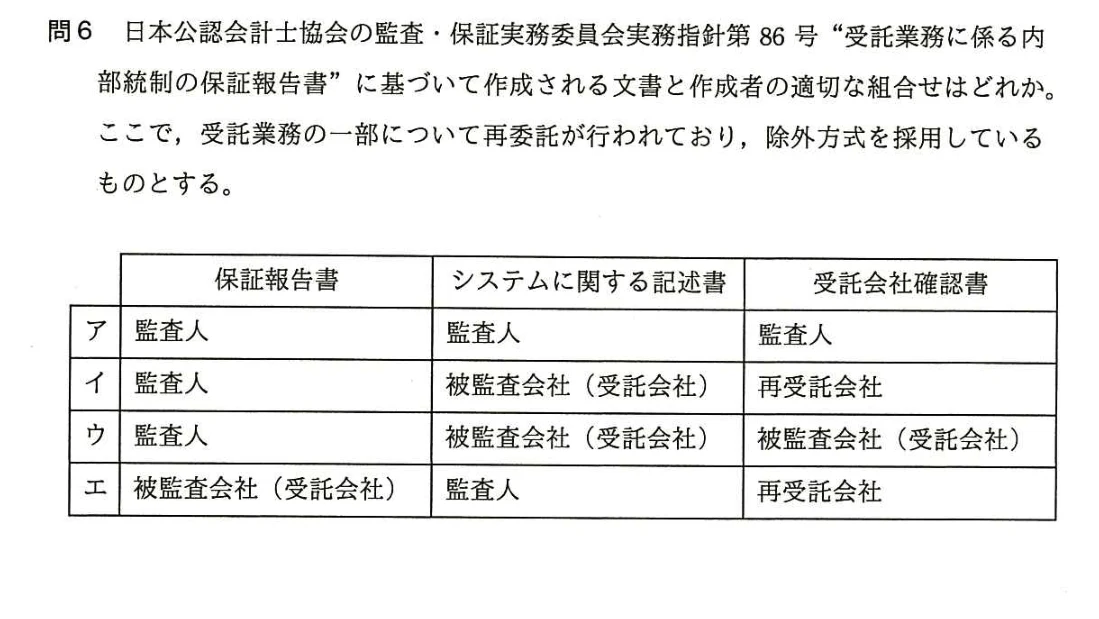 問6　日本公認会計士協会の監査・保証実務委員会実務指針第 86 号 “受託業務に係る内
部統制の保証報告書” に基づいて作成される文書と作成者の適切な組合せはどれか。
ここで，受託業務の一部について再委託が行われており，除外方式を採用している
ものとする。
保証報告書　システムに関する記述書　受託会社確認書
ア　監査人　監査人　監査人
イ　監査人　被監査会社（受託会社）　再受託会社
ウ　監査人　被監査会社（受託会社）　被監査会社（受託会社）
エ　被監査会社（受託会社）　監査人　再受託会社